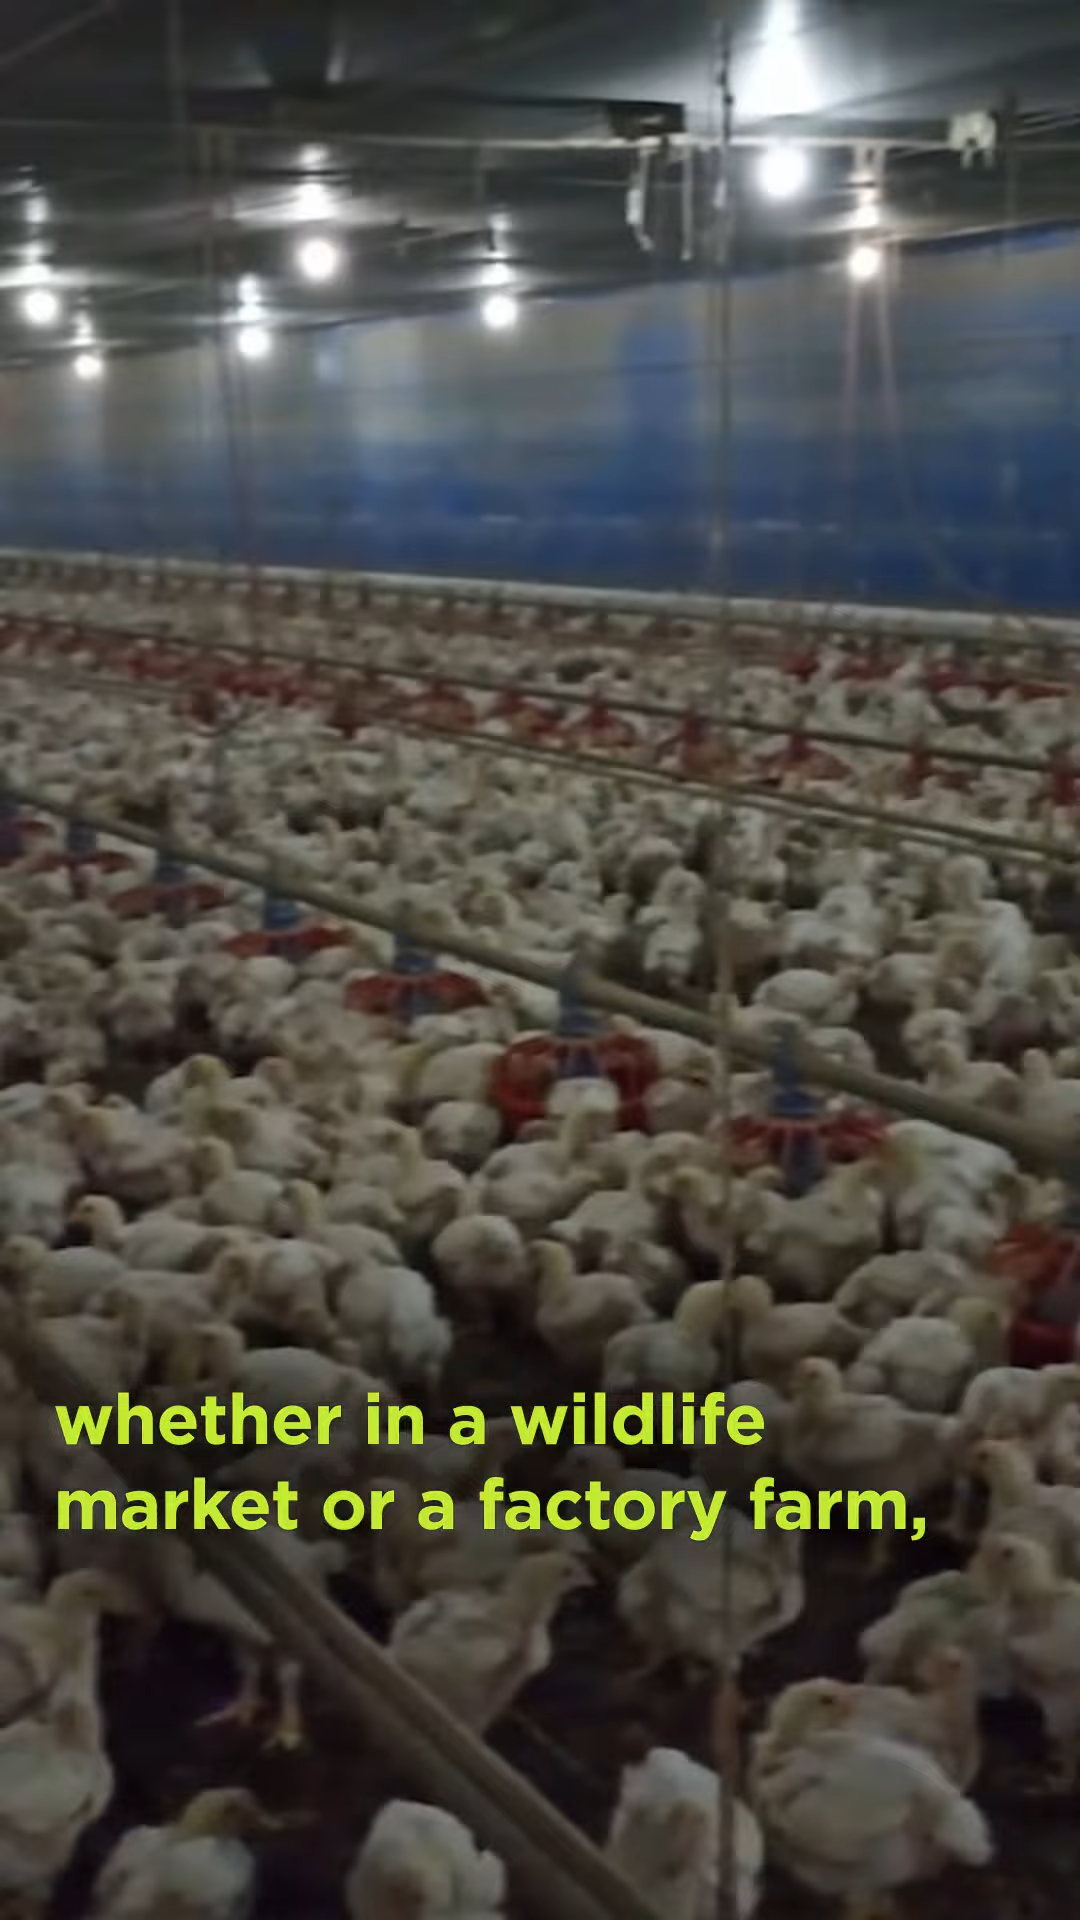 whether in a wildlife
market or a factory farm,